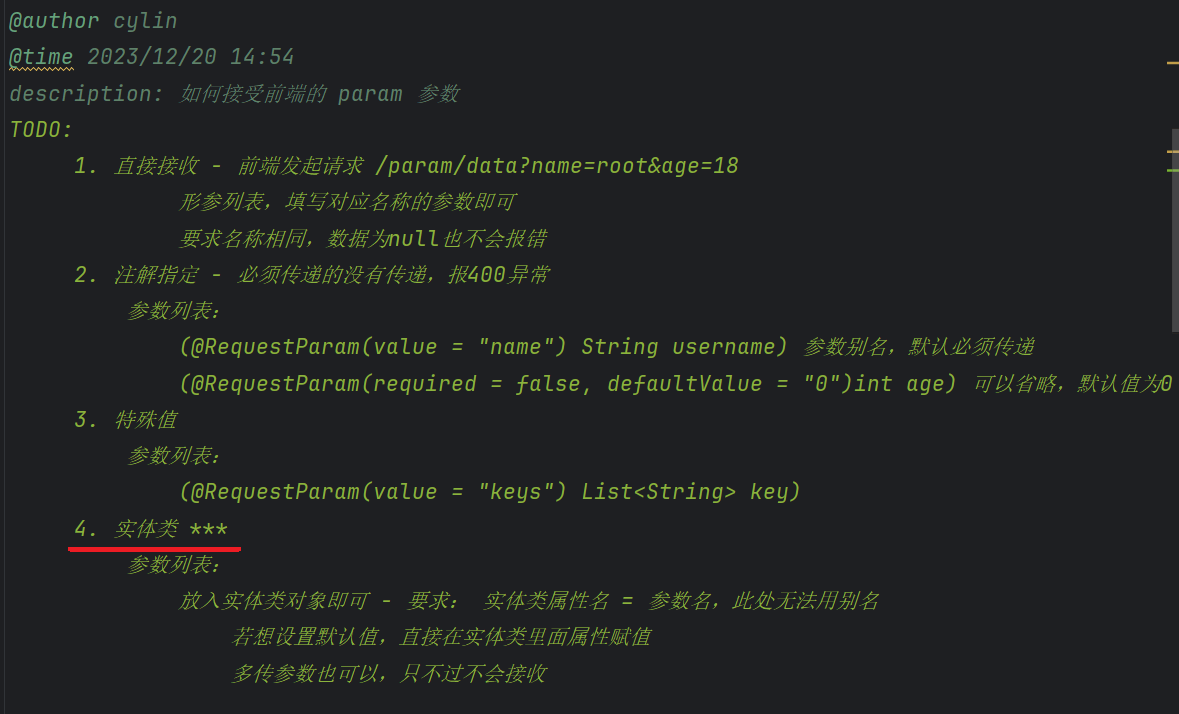 @author cylin
@time 2023/12/20 14:54
description: 如何接受前端的 param 参数
TODO:
1. 直接接收 - 前端发起请求 /param/data?name=root&age=18
形参列表，填写对应名称的参数即可
要求名称相同，数据为null也不会报错
2. 注解指定 - 必须传递的没有传递，报400异常
参数列表：
(@RequestParam(value = "name") String username) 参数别名，默认必须传递
(@RequestParam(required = false, defaultValue = "0")int age) 可以省略，默认值为0
3. 特殊值
参数列表：
(@RequestParam(value = "keys") List<String> key)
4. 实体类 ***
参数列表：
放入实体类对象即可 - 要求： 实体类属性名 = 参数名，此处无法用别名
若想设置默认值，直接在实体类里面属性赋值
多传参数也可以，只不过不会接收